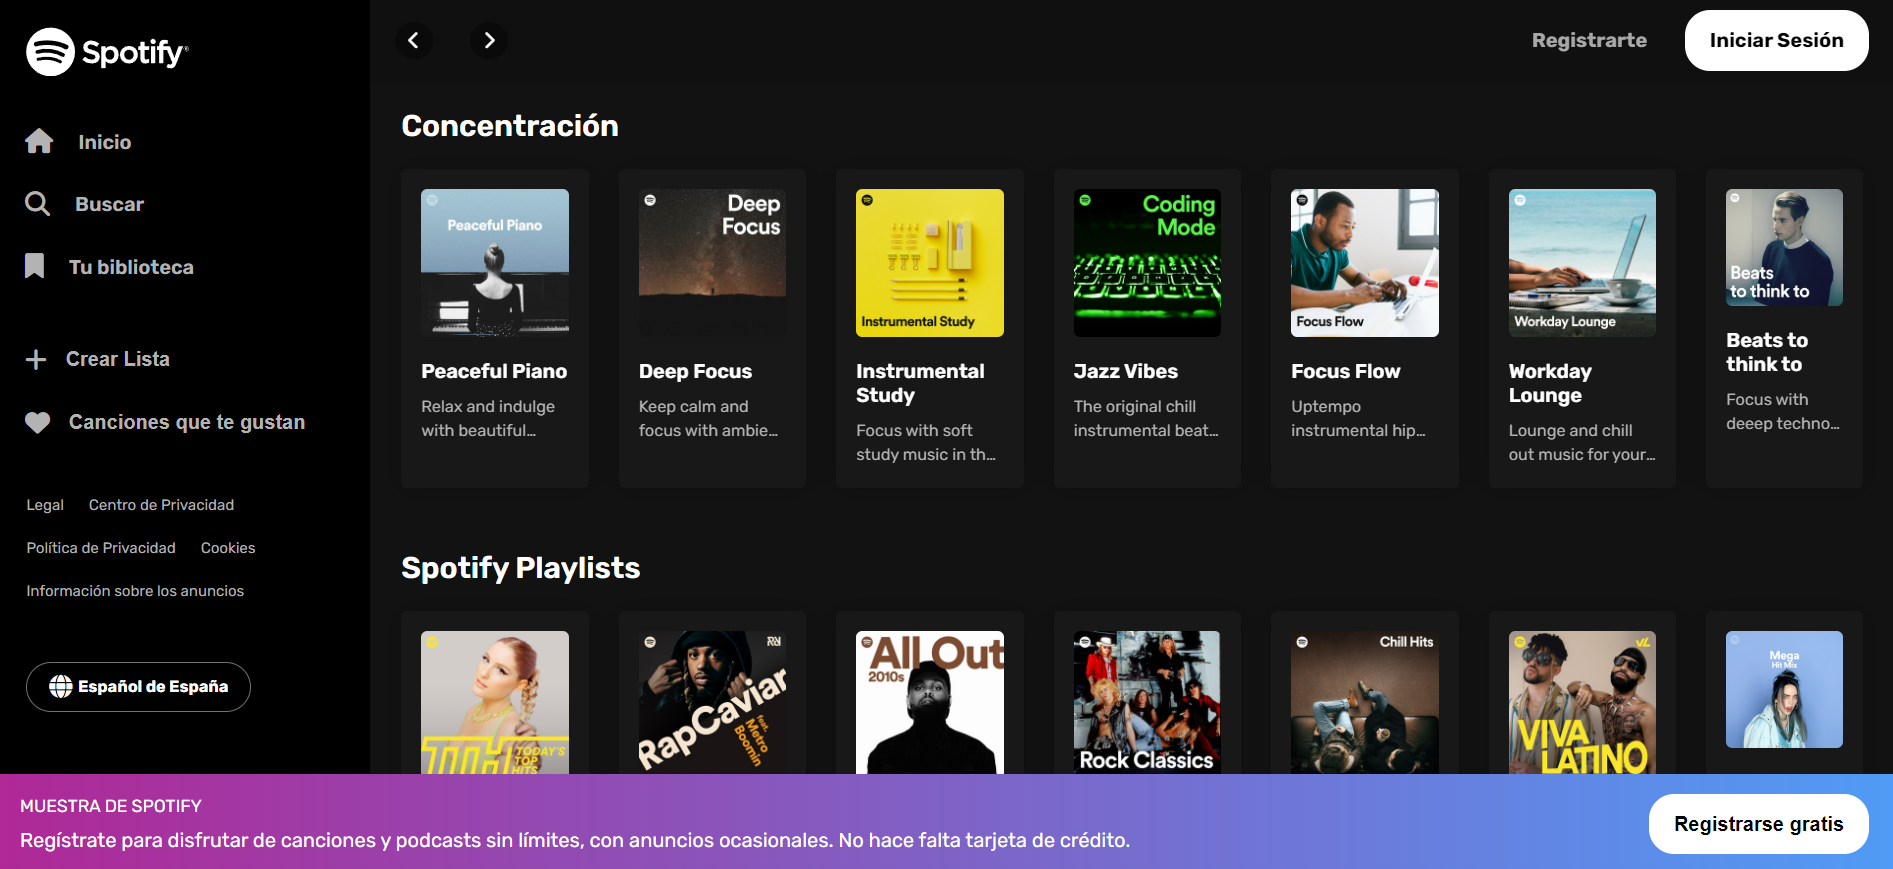 Spotify®
Inicio
Buscar
Tu biblioteca
Crear Lista
Canciones que te gustan
Legal
Centro de Privacidad
Política de Privacidad
Cookies
Información sobre los anuncios
Español de España
Registrarte
Iniciar Sesión
Concentración
Peaceful Piano
Peaceful Piano
Relax and indulge
with beautiful...
Deep
Focus
Deep Focus
Keep calm and
focus with ambie...
Instrumental Study
Instrumental
Study
Focus with soft
study music in th...
Coding
Mode
Jazz Vibes
The original chill
instrumental beat...
Focus Flow
Focus Flow
Uptempo
instrumental hip...
Workday Lounge
Workday
Lounge
Lounge and chill
out music for your...
Beats
to think to
Beats to
think to
Focus with
deeep techno...
Spotify Playlists
TTH
TODAY'S
TOP
HITS
RapCaviar
feat.
Metro
Boomin
All Out
2010s
Rock Classics
Chill Hits
VL
VIVA
LATINO
Mega
Hit Mix
MUESTRA DE SPOTIFY
Regístrate para disfrutar de canciones y podcasts sin límites, con anuncios ocasionales. No hace falta tarjeta de crédito.
Registrarse gratis